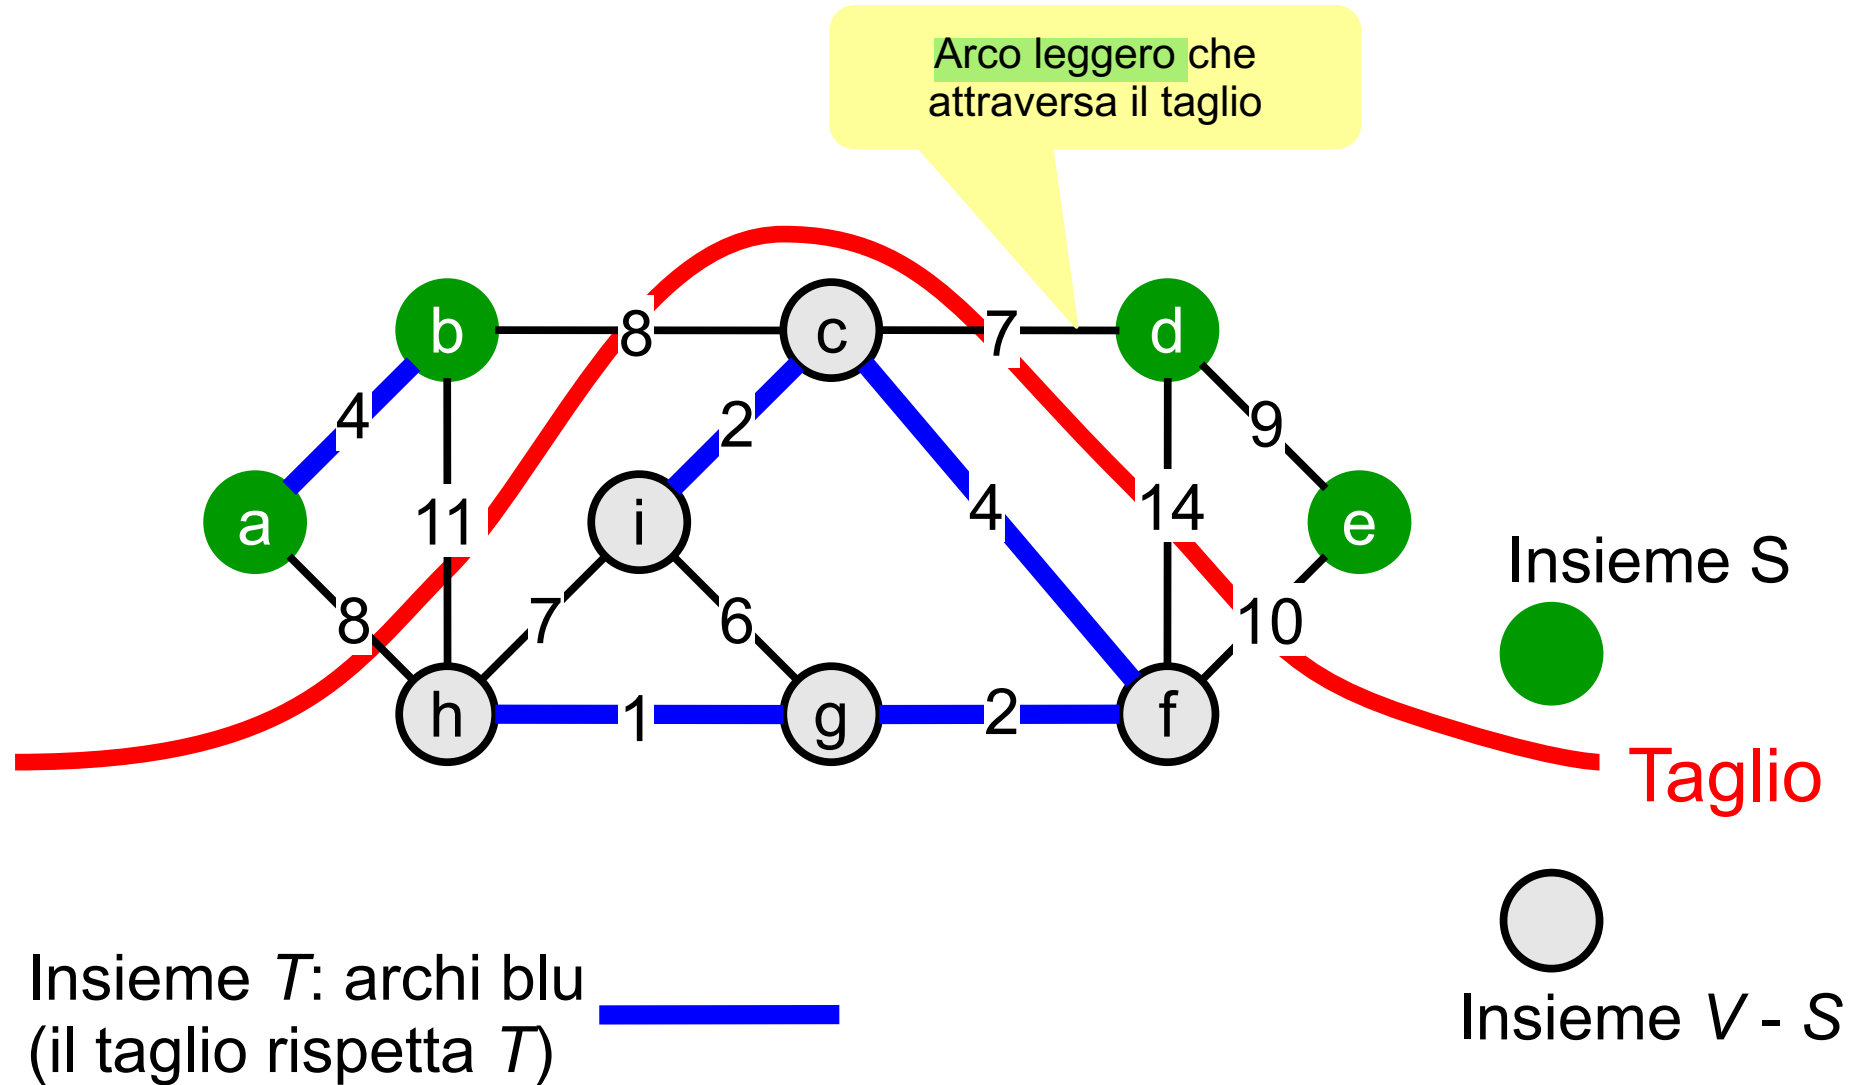 Arco leggero che
attraversa il taglio
b 8 c 7 d
4 2 9
a 11 i 4 14 e
Insieme S
8 7 6 10
h 1 g 2 f
Taglio
Insieme T: archi blu
(il taglio rispetta T)
Insieme V - S